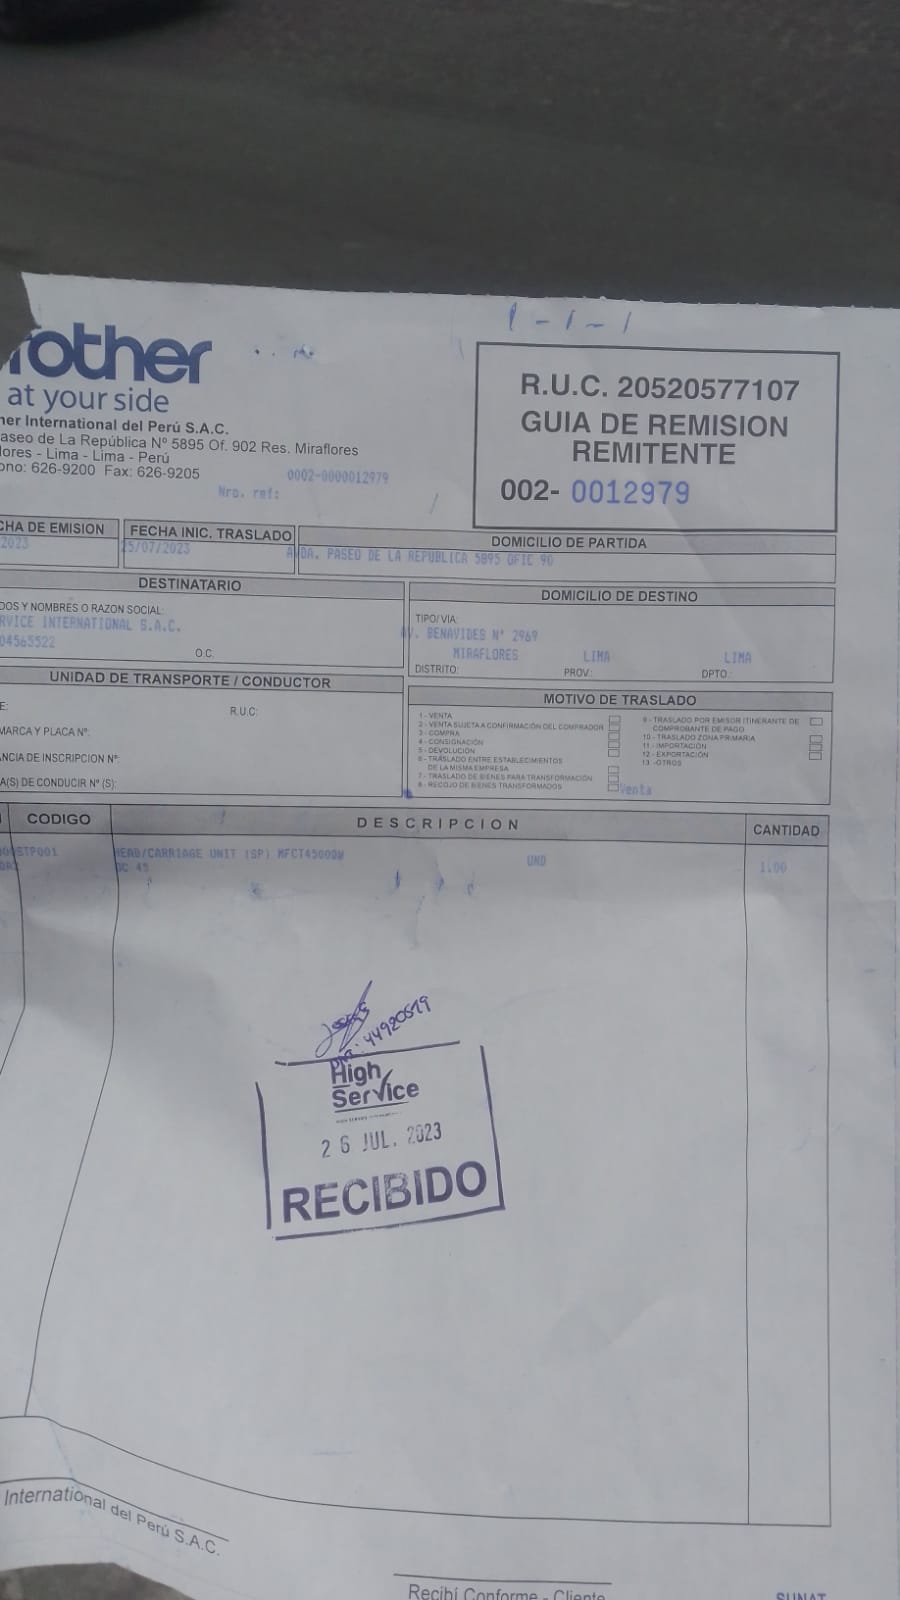 1-1-1
rother
at your side
her International del Perú S.A.C.
aseo de La República Nº 5895 Of. 902 Res. Miraflores
lores - Lima - Lima - Perú
ono: 626-9200 Fax: 626-9205
0002-0000012979
Nro. ref:
R.U.C. 20520577107
GUIA DE REMISION
REMITENTE
002- 0012979
CHA DE EMISION
2023
FECHA INIC. TRASLADO
25/07/2023
DOMICILIO DE PARTIDA
AVDA. PASEO DE LA REPUBLICA 5895 OFIC 90
DESTINATARIO
DOS Y NOMBRES O RAZON SOCIAL:
RVICE INTERNATIONAL S.A.C.
04565522
O.C.
DOMICILIO DE DESTINO
TIPO/VIA:
AV. BENAVIDES Nº 2969
MIRAFLORES LIMA LIMA
DISTRITO: PROV.: DPTO.:
UNIDAD DE TRANSPORTE / CONDUCTOR
E: R.U.C:
MARCA Y PLACA Nº:
ANCIA DE INSCRIPCION Nº:
A(S) DE CONDUCIR Nº (S):
MOTIVO DE TRASLADO
1 - VENTA
2 - VENTA SUJETA A CONFIRMACIÓN DEL COMPRADOR
3 - COMPRA
4 - CONSIGNACIÓN
5 - DEVOLUCIÓN
6 - TRASLADO ENTRE ESTABLECIMIENTOS
DE LA MISMA EMPRESA
7 - TRASLADO DE BIENES PARA TRANSFORMACIÓN
8 - RECOJO DE BIENES TRANSFORMADOS
9 - TRASLADO POR EMISOR ITINERANTE DE
COMPROBANTE DE PAGO
10 - TRASLADO ZONA PRIMARIA
11 - IMPORTACIÓN
12 - EXPORTACIÓN
13 - OTROS
Venta
CODIGO DESCRIPCION CANTIDAD
STP001 HEAD/CARRIAGE UNIT (SP) MFCT4500DW UND 1.00
DC 45
DNI: 44920519
High
Service
26 JUL. 2023
RECIBIDO
International del Perú S.A.C.
Recibí Conforme - Cliente
SUNAT